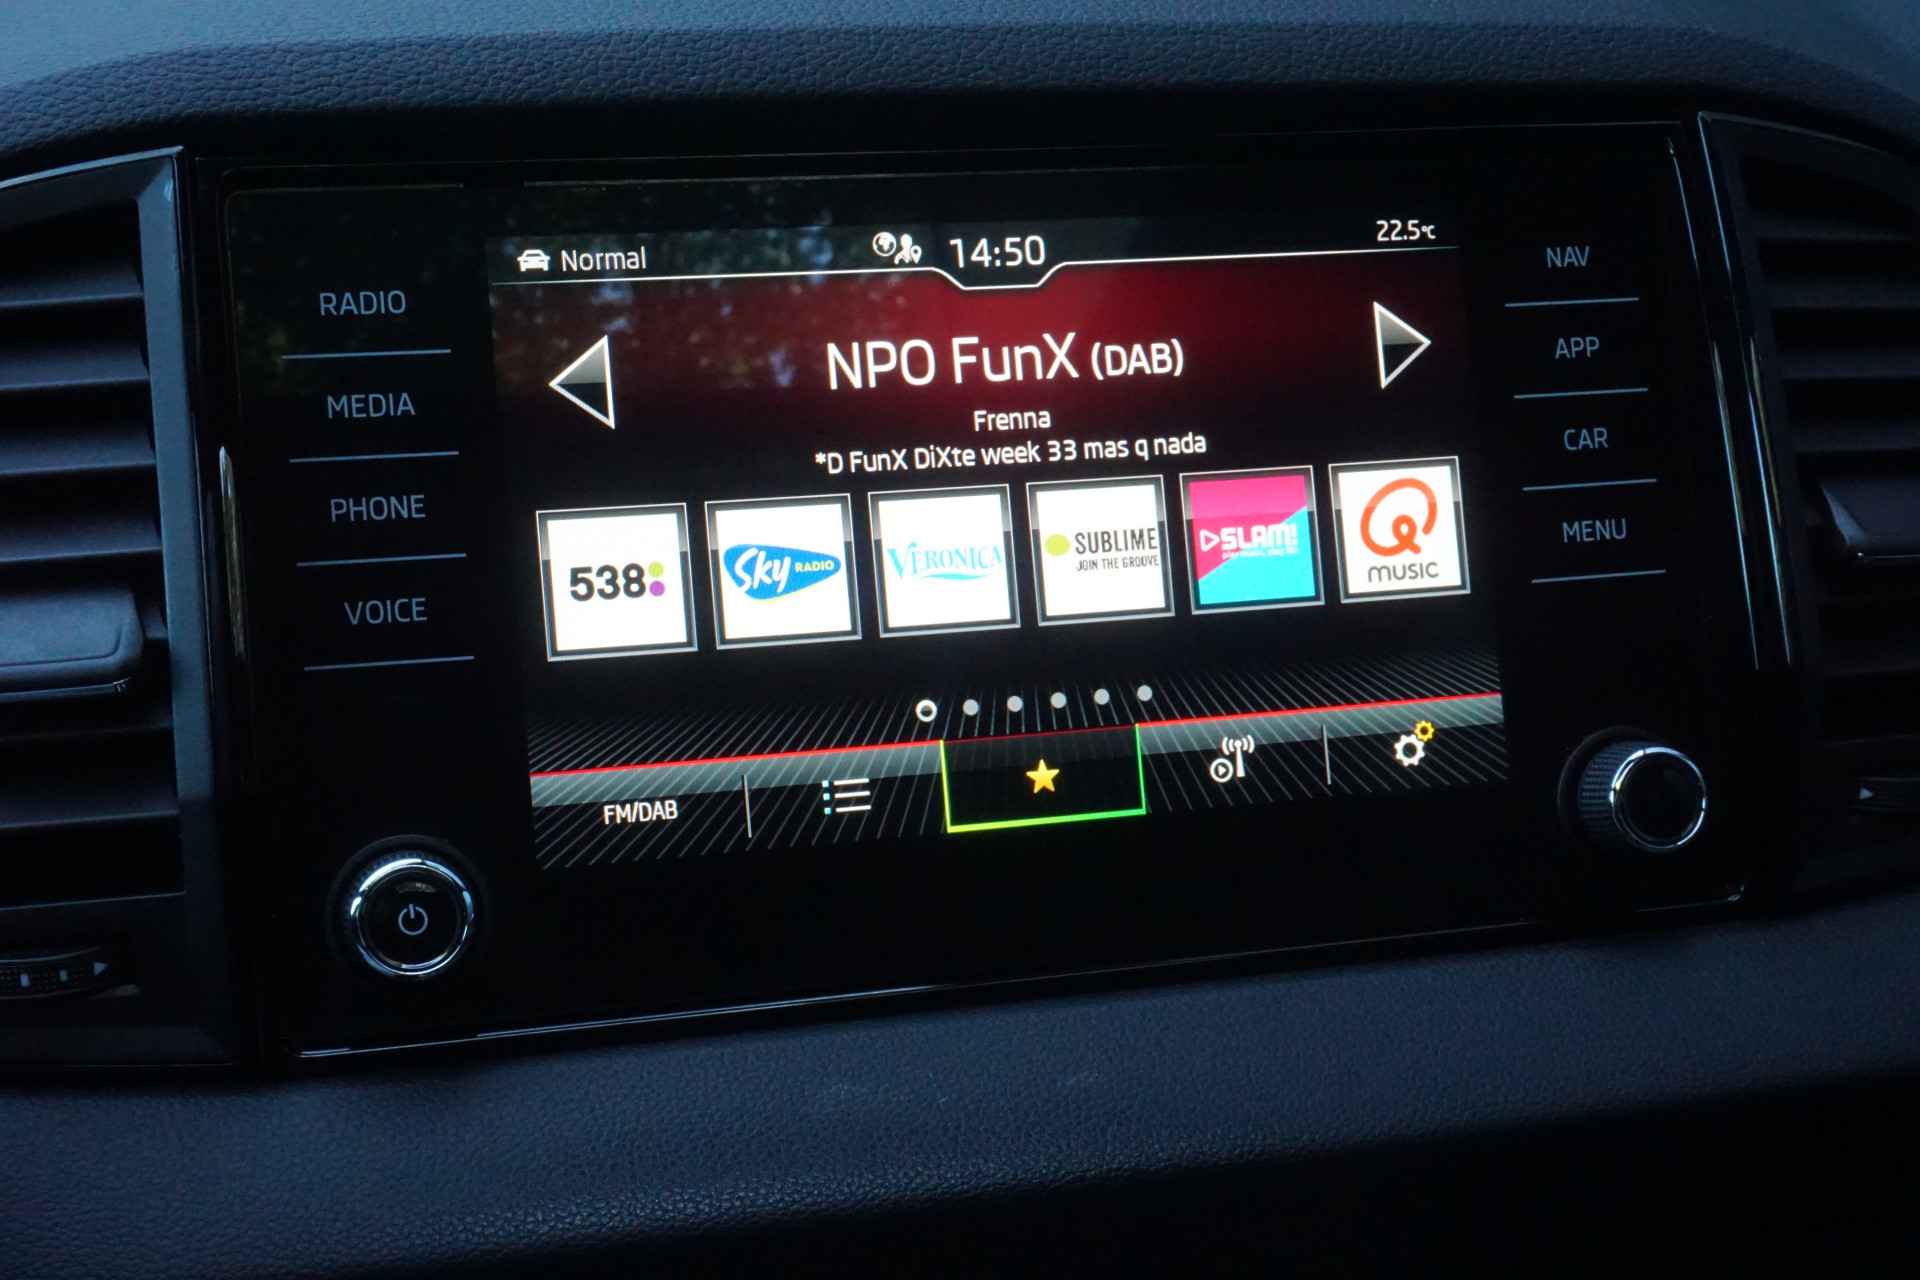 Normal
14:50
22.5°C
RADIO
MEDIA
PHONE
VOICE
NPO FunX (DAB)
Frenna
*D FunX DiXte week 33 mas q nada
538
Sky RADIO
VERONICA
SUBLIME
JOIN THE GROOVE
SLAM!
Q
MUSIC
FM/DAB
NAV
APP
CAR
MENU